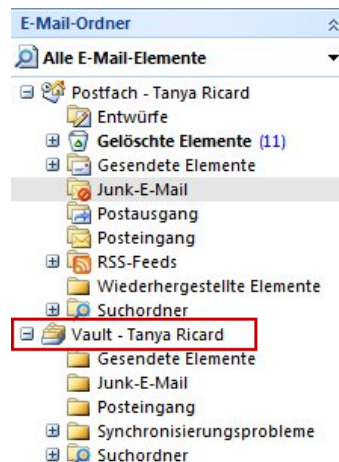 E-Mail-Ordner
Alle E-Mail-Elemente
Postfach - Tanya Ricard
Entwürfe
Gelöschte Elemente (11)
Gesendete Elemente
Junk-E-Mail
Postausgang
Posteingang
RSS-Feeds
Wiederhergestellte Elemente
Suchordner
Vault - Tanya Ricard
Gesendete Elemente
Junk-E-Mail
Posteingang
Synchronisierungsprobleme
Suchordner